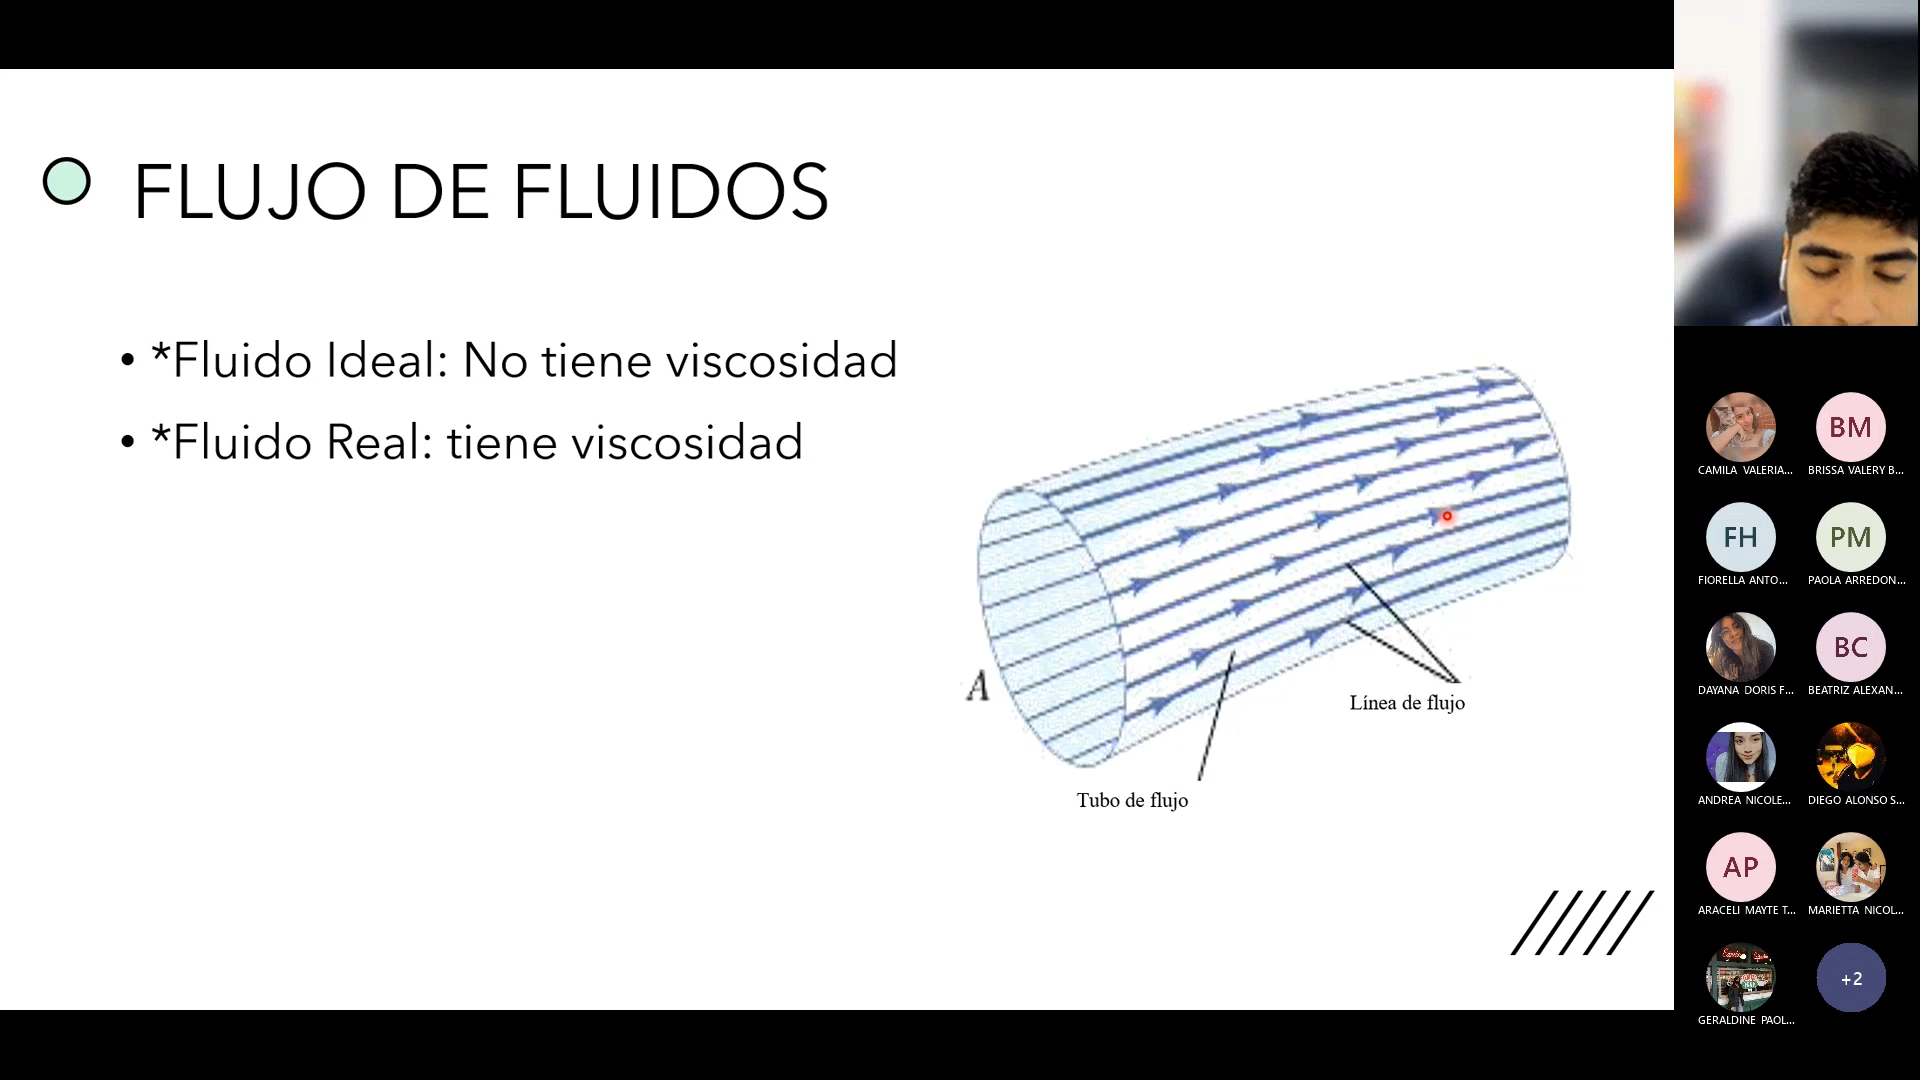 FLUJO DE FLUIDOS
• *Fluido Ideal: No tiene viscosidad
• *Fluido Real: tiene viscosidad
A
Línea de flujo
Tubo de flujo
CAMILA VALERIA...
BM
BRISSA VALERY B...
FH
FIORELLA ANTO...
PM
PAOLA ARREDON...
DAYANA DORIS F...
BC
BEATRIZ ALEXAN...
ANDREA NICOLE...
DIEGO ALONSO S...
AP
ARACELI MAYTE T...
MARIETTA NICOL...
GERALDINE PAOL...
+2